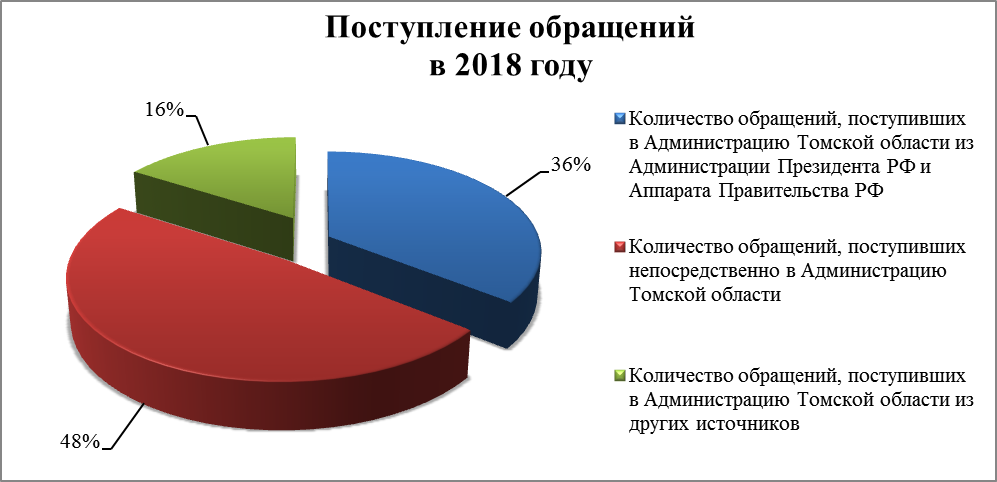 Поступление обращений
в 2018 году
16%
36%
48%
Количество обращений, поступивших
в Администрацию Томской области из
Администрации Президента РФ и
Аппарата Правительства РФ
Количество обращений, поступивших
непосредственно в Администрацию
Томской области
Количество обращений, поступивших
в Администрацию Томской области из
других источников